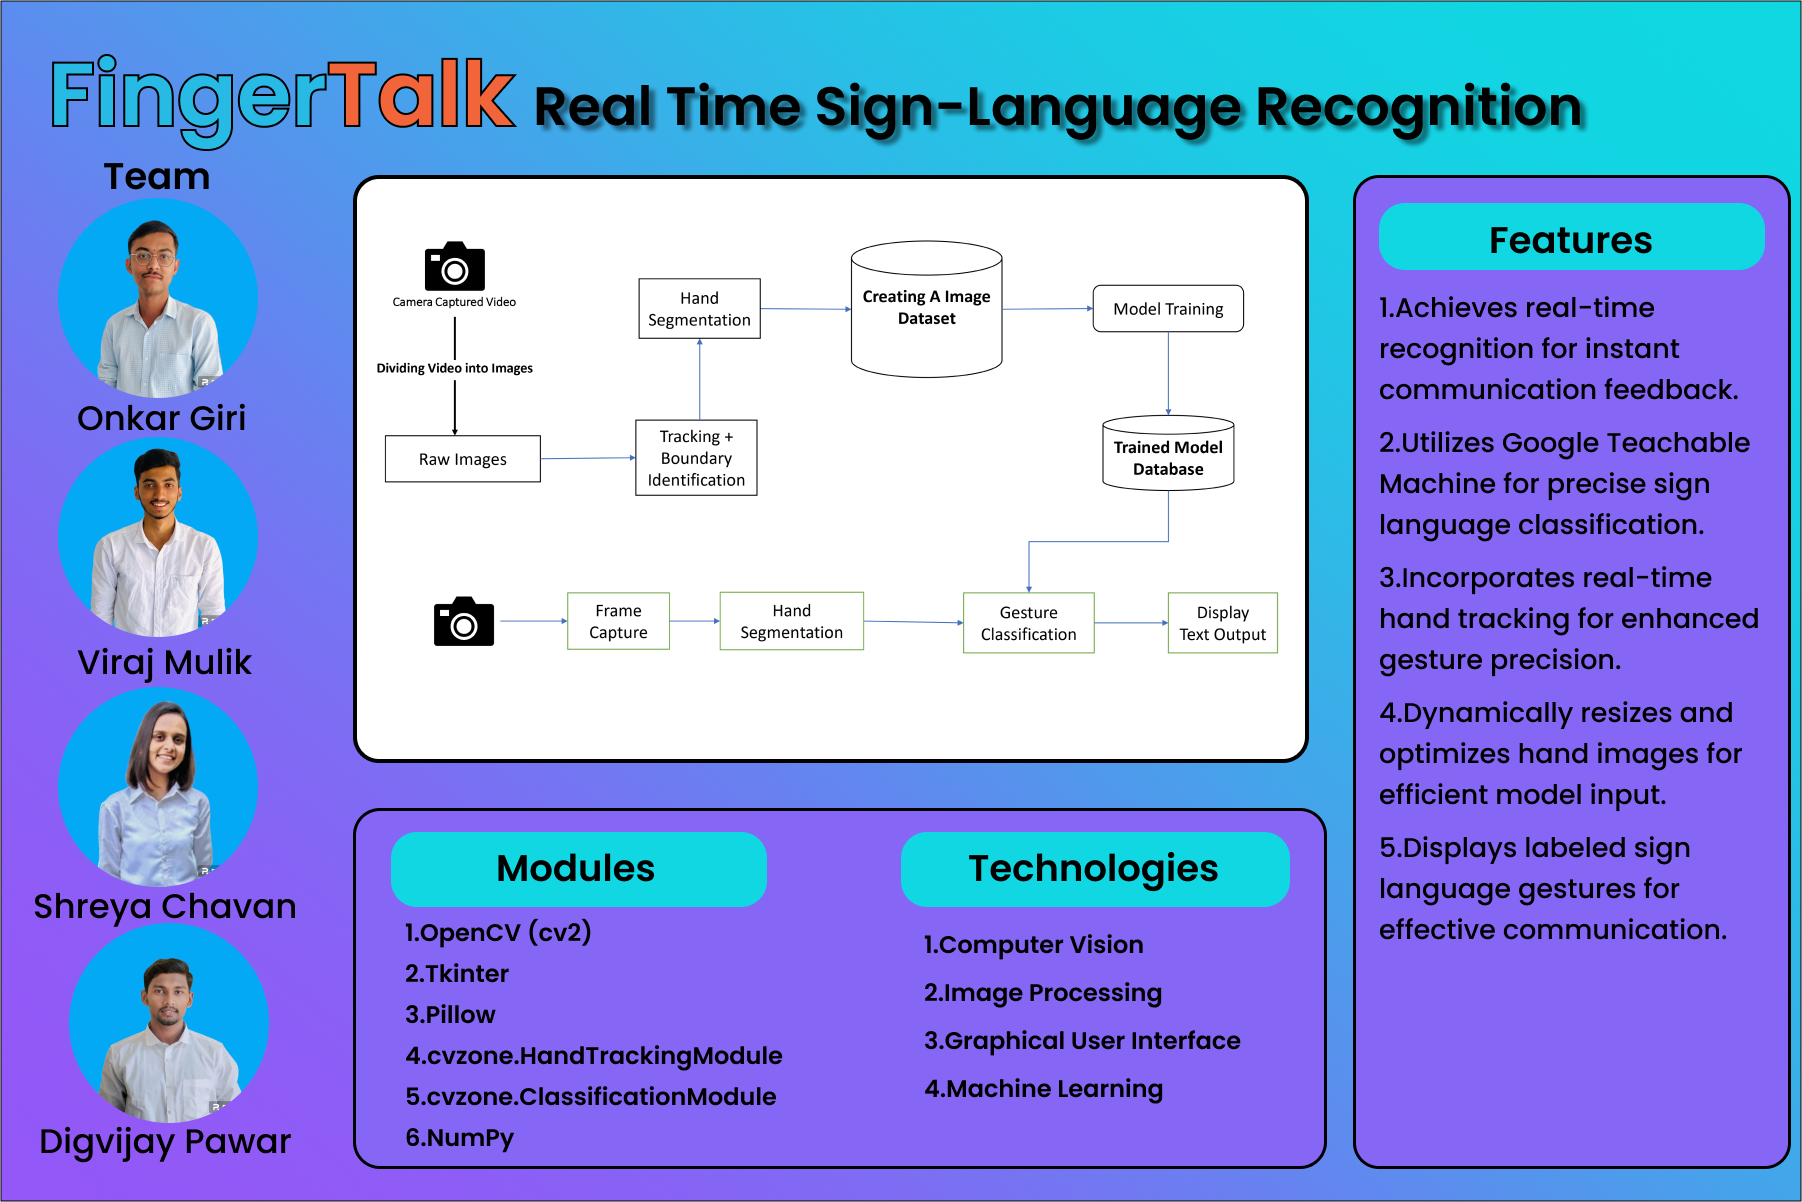 FingerTalk Real Time Sign-Language Recognition
Team
Onkar Giri
Viraj Mulik
Shreya Chavan
Digvijay Pawar
Camera Captured Video
Dividing Video into Images
Raw Images
Tracking +
Boundary
Identification
Hand
Segmentation
Creating A Image
Dataset
Model Training
Trained Model
Database
Frame
Capture
Hand
Segmentation
Gesture
Classification
Display
Text Output
Modules
1.OpenCV (cv2)
2.Tkinter
3.Pillow
4.cvzone.HandTrackingModule
5.cvzone.ClassificationModule
6.NumPy
Technologies
1.Computer Vision
2.Image Processing
3.Graphical User Interface
4.Machine Learning
Features
1.Achieves real-time
recognition for instant
communication feedback.
2.Utilizes Google Teachable
Machine for precise sign
language classification.
3.Incorporates real-time
hand tracking for enhanced
gesture precision.
4.Dynamically resizes and
optimizes hand images for
efficient model input.
5.Displays labeled sign
language gestures for
effective communication.